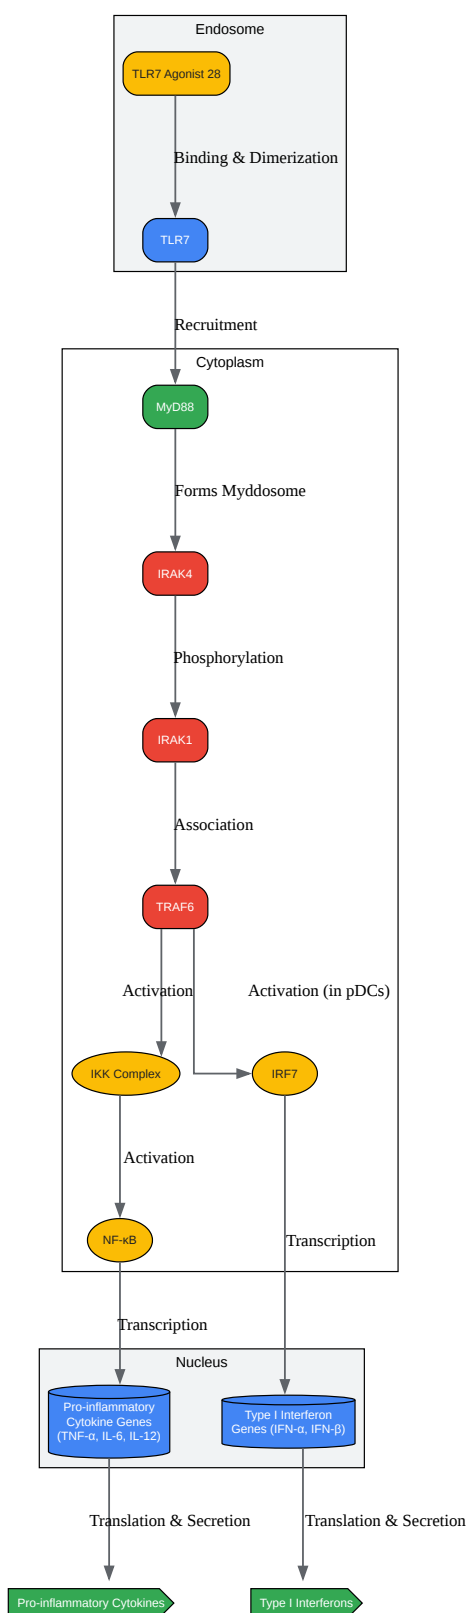 Endosome
TLR7 Agonist 28
Binding & Dimerization
TLR7
Recruitment
Cytoplasm
MyD88
Forms Myddosome
IRAK4
Phosphorylation
IRAK1
Association
TRAF6
Activation
Activation (in pDCs)
IKK Complex
IRF7
Activation
NF-κB
Transcription
Transcription
Nucleus
Pro-inflammatory
Cytokine Genes
(TNF-α, IL-6, IL-12)
Type I Interferon
Genes (IFN-α, IFN-β)
Translation & Secretion
Translation & Secretion
Pro-inflammatory Cytokines
Type I Interferons